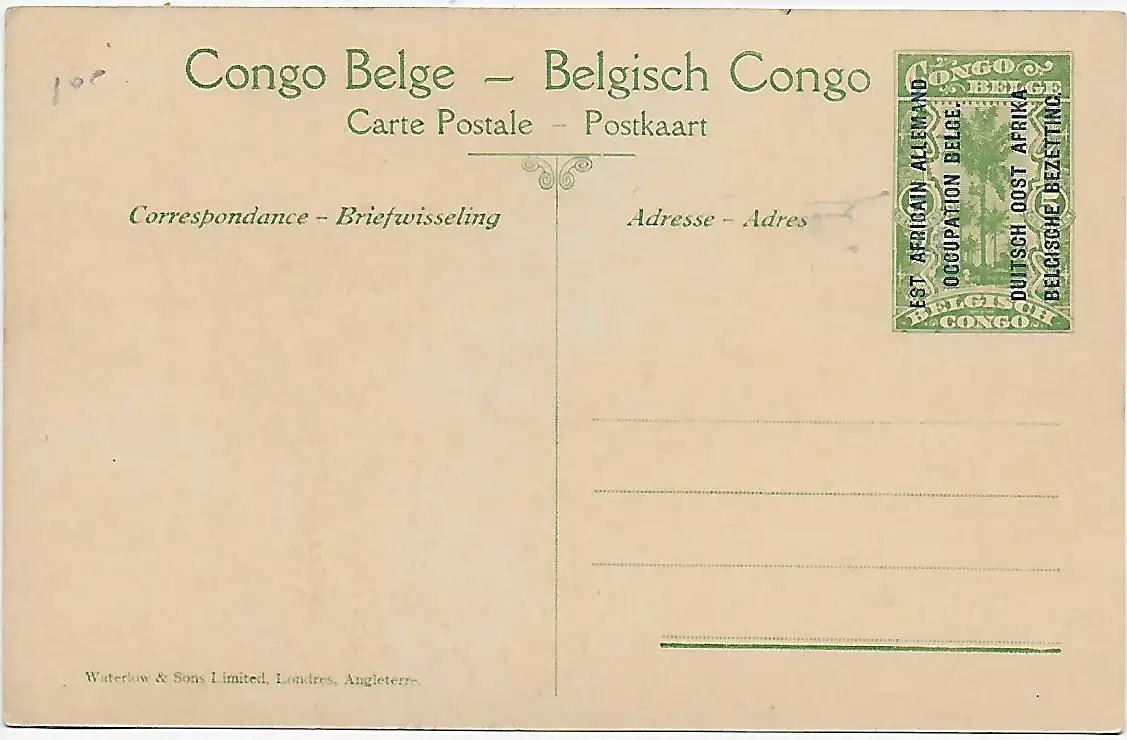 Congo Belge – Belgisch Congo
Carte Postale – Postkaart
Correspondance – Briefwisseling
Adresse – Adres
CONGO
BELGE
EST AFRICAIN ALLEMAND
OCCUPATION BELGE.
DUITSCH OOST AFRIKA
BELGISCHE BEZETTING.
BELGISCH
CONGO
Waterlow & Sons Limited, Londres, Angleterre.